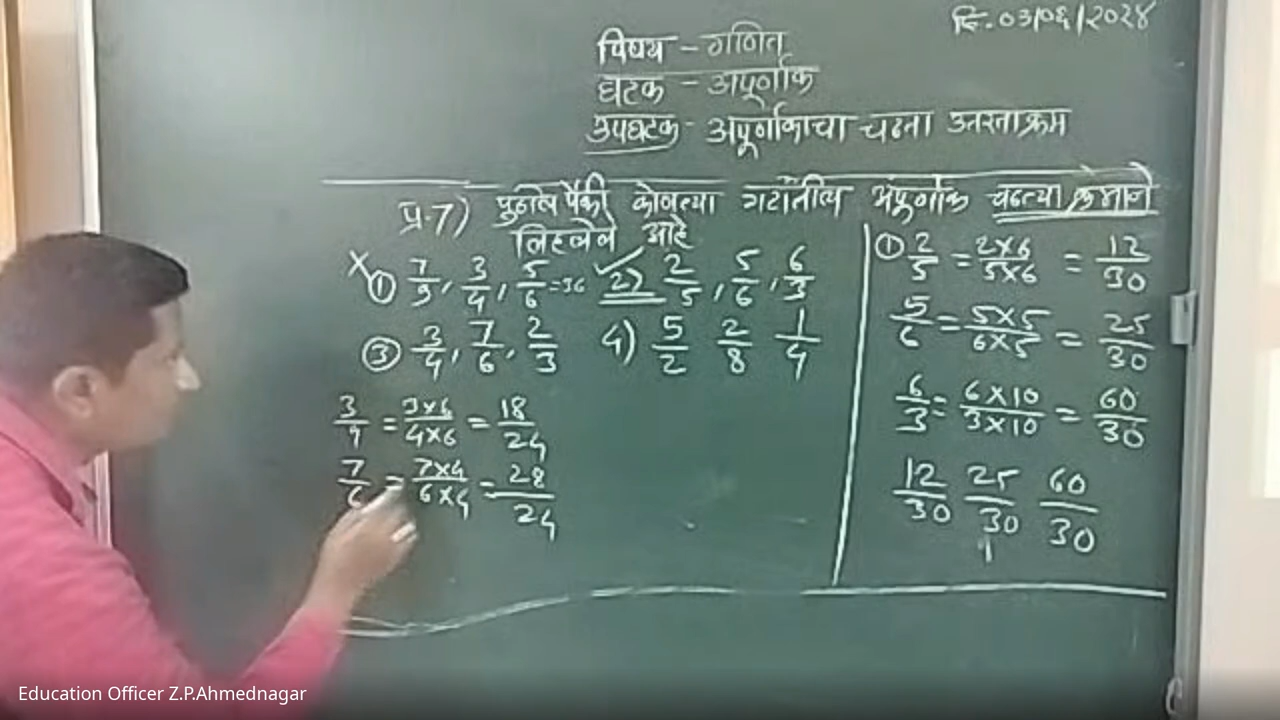 दि. ०3/०६/2०2४
विषय - गणित
घटक - अपूर्णांक
उपघटक - अपूर्णांकाचा चढता उतरता क्रम
प्र.7) पुढील पैकी कोणत्या गटातील अपूर्णांक चढत्या क्रमाने
लिहलेले आहे
X ① 7/9, 3/4, 5/6 =36 ✓ 2) 2/5, 5/6, 6/3
③ 3/4, 7/6, 2/3 4) 5/2 2/8 1/4
3/4 = 3×6/4×6 = 18/24
7/6 = 7×4/6×4 = 28/24
① 2/5 = 2×6/5×6 = 12/30
5/6 = 5×5/6×5 = 25/30
6/3 = 6×10/3×10 = 60/30
12/30 25/30 60/30
Education Officer Z.P.Ahmednagar